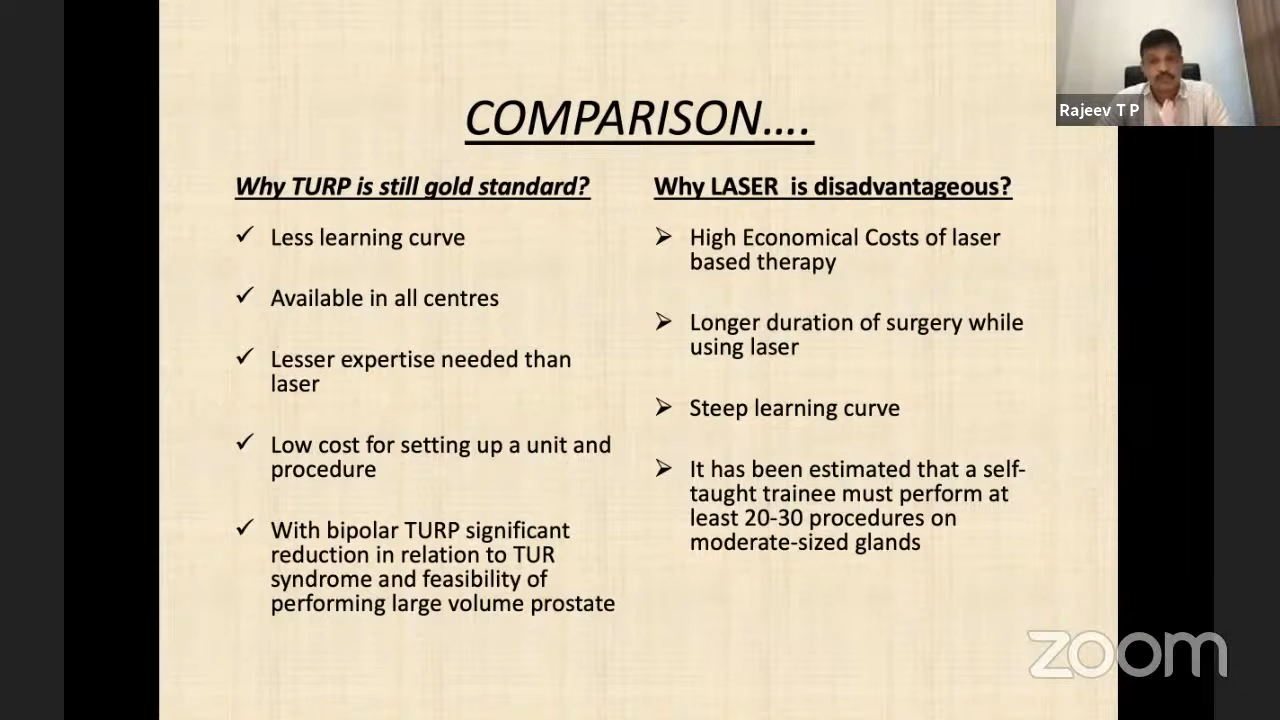 COMPARISON....
Why TURP is still gold standard?
Less learning curve
Available in all centres
Lesser expertise needed than
laser
Low cost for setting up a unit and
procedure
With bipolar TURP significant
reduction in relation to TUR
syndrome and feasibility of
performing large volume prostate
Why LASER is disadvantageous?
High Economical Costs of laser
based therapy
Longer duration of surgery while
using laser
Steep learning curve
It has been estimated that a self-
taught trainee must perform at
least 20-30 procedures on
moderate-sized glands
Rajeev T P
zoom